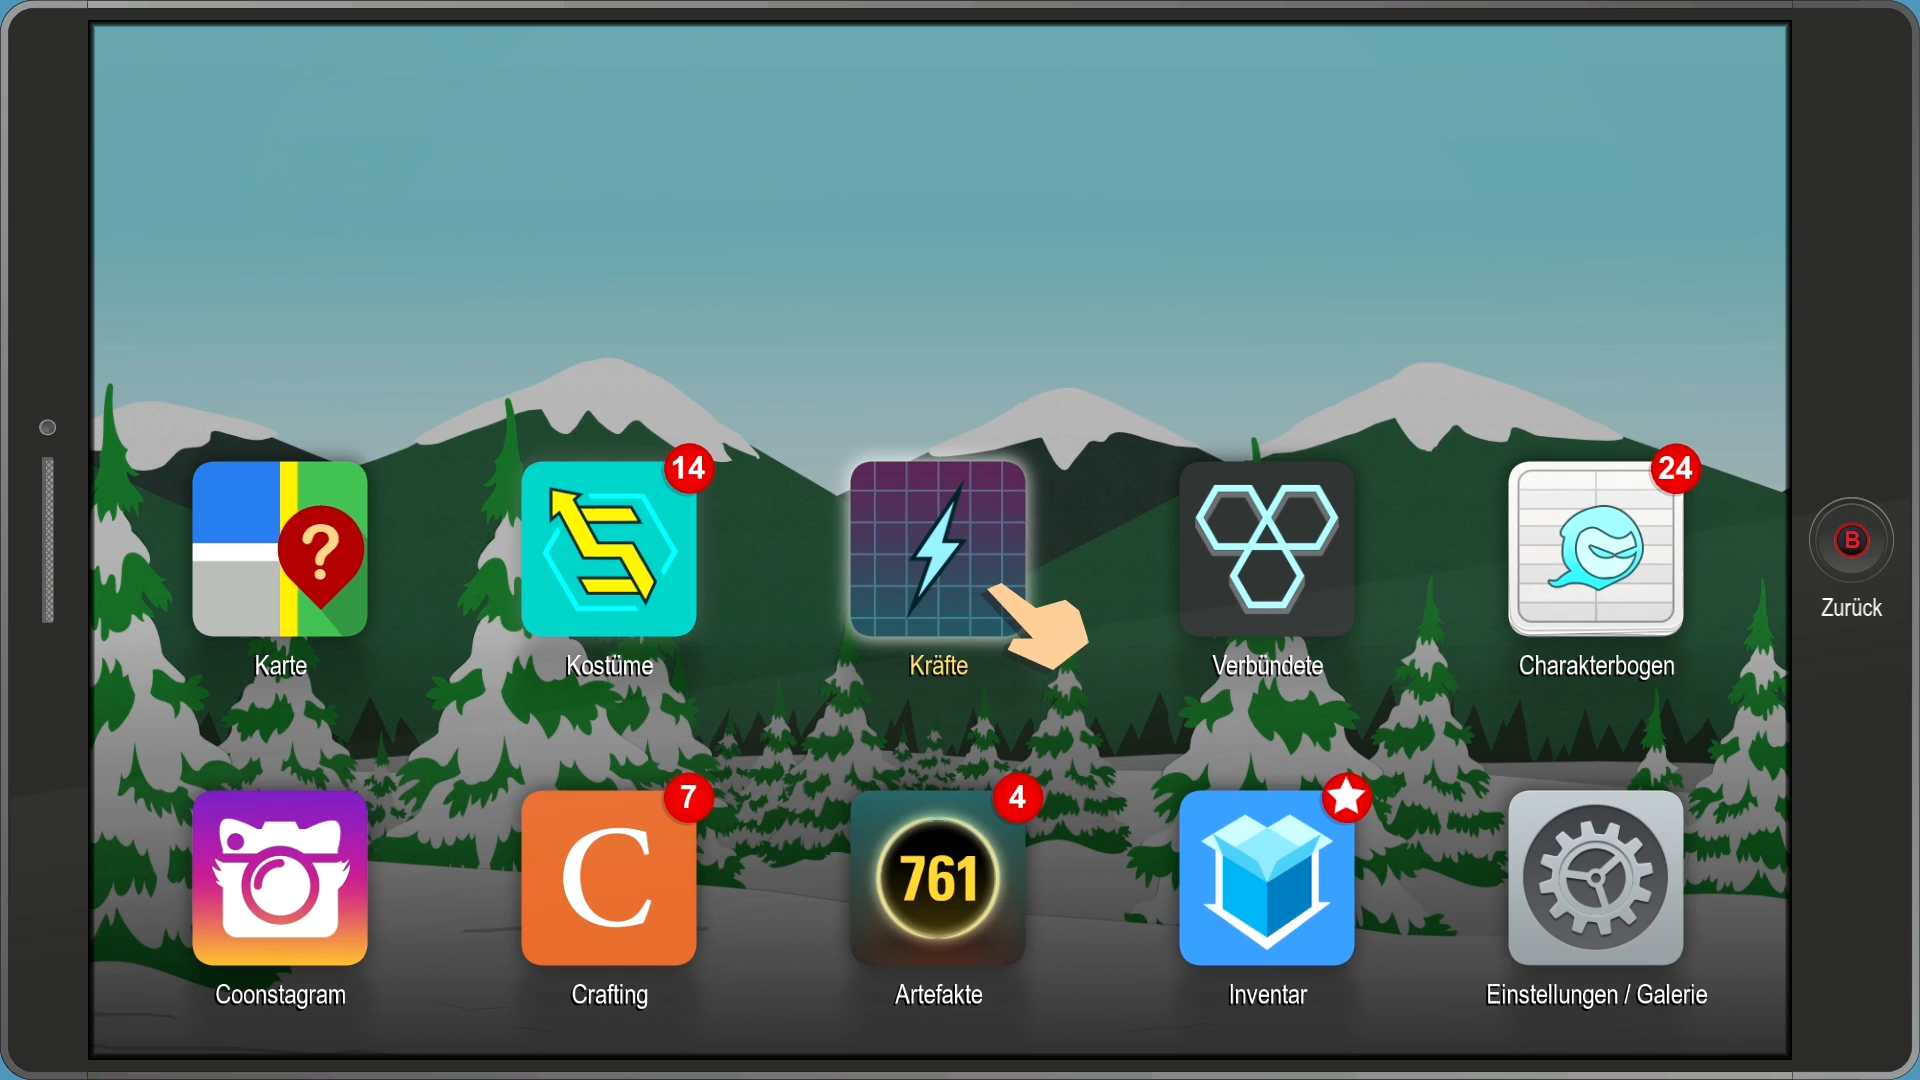 14
24
?
Karte
Kostüme
Kräfte
Verbündete
Charakterbogen
B
Zurück
7
4
C
761
Coonstagram
Crafting
Artefakte
Inventar
Einstellungen / Galerie